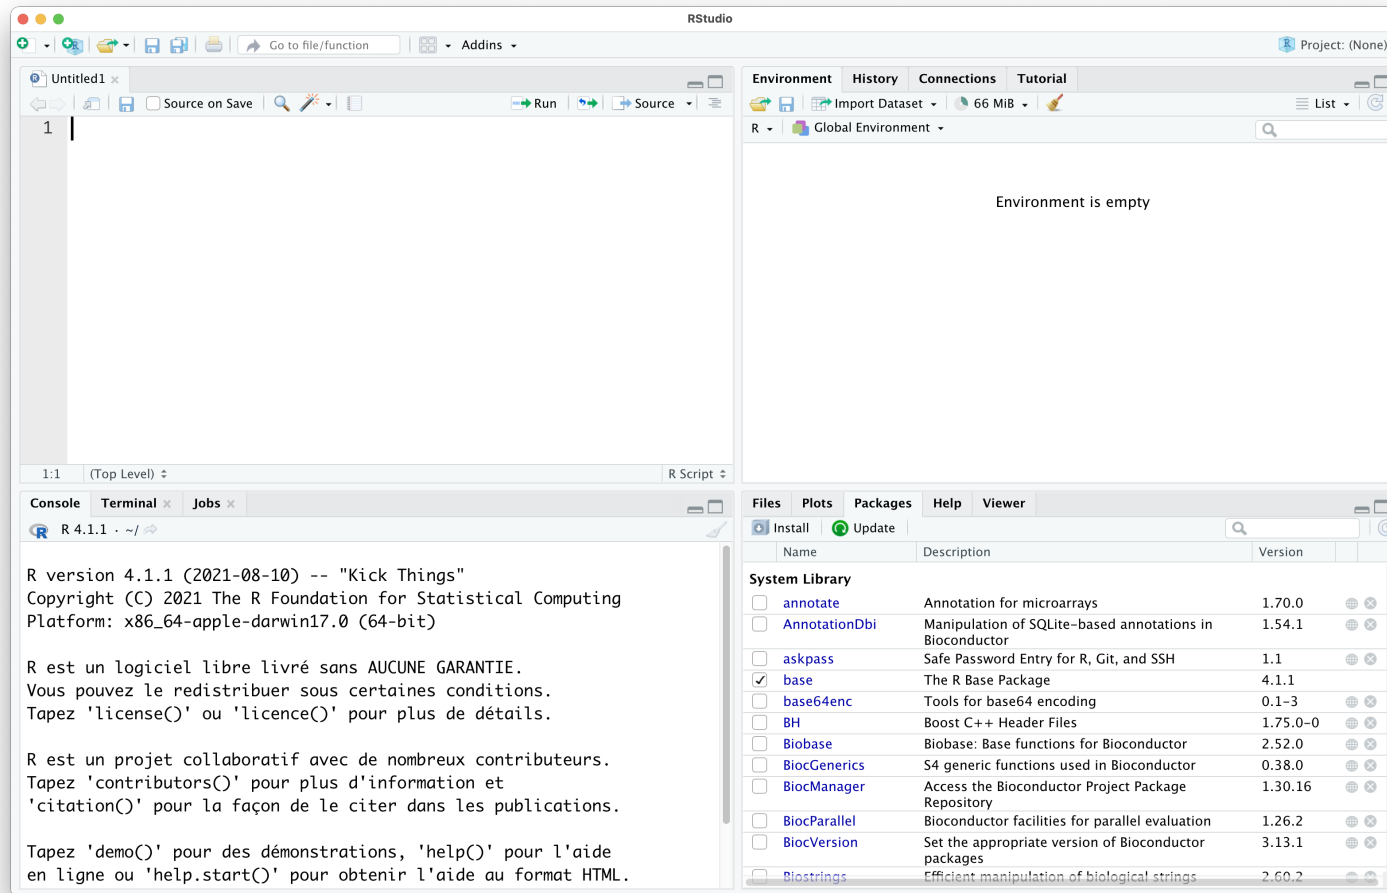 RStudio
Go to file/function
Addins
Project: (None)
Untitled1
Source on Save
Run
Source
1
1:1
(Top Level)
R Script
Console
Terminal
Jobs
R 4.1.1 · ~/
R version 4.1.1 (2021-08-10) -- "Kick Things"
Copyright (C) 2021 The R Foundation for Statistical Computing
Platform: x86_64-apple-darwin17.0 (64-bit)
R est un logiciel libre livré sans AUCUNE GARANTIE.
Vous pouvez le redistribuer sous certaines conditions.
Tapez 'license()' ou 'licence()' pour plus de détails.
R est un projet collaboratif avec de nombreux contributeurs.
Tapez 'contributors()' pour plus d'information et
'citation()' pour la façon de le citer dans les publications.
Tapez 'demo()' pour des démonstrations, 'help()' pour l'aide
en ligne ou 'help.start()' pour obtenir l'aide au format HTML.
Environment
History
Connections
Tutorial
Import Dataset
66 MiB
List
R
Global Environment
Environment is empty
Files
Plots
Packages
Help
Viewer
Install
Update
Name Description Version
System Library
annotate Annotation for microarrays 1.70.0
AnnotationDbi Manipulation of SQLite-based annotations in 1.54.1
Bioconductor
askpass Safe Password Entry for R, Git, and SSH 1.1
base The R Base Package 4.1.1
base64enc Tools for base64 encoding 0.1-3
BH Boost C++ Header Files 1.75.0-0
Biobase Biobase: Base functions for Bioconductor 2.52.0
BiocGenerics S4 generic functions used in Bioconductor 0.38.0
BiocManager Access the Bioconductor Project Package 1.30.16
Repository
BiocParallel Bioconductor facilities for parallel evaluation 1.26.2
BiocVersion Set the appropriate version of Bioconductor 3.13.1
packages
Biostrings Efficient manipulation of biological strings 2.60.2